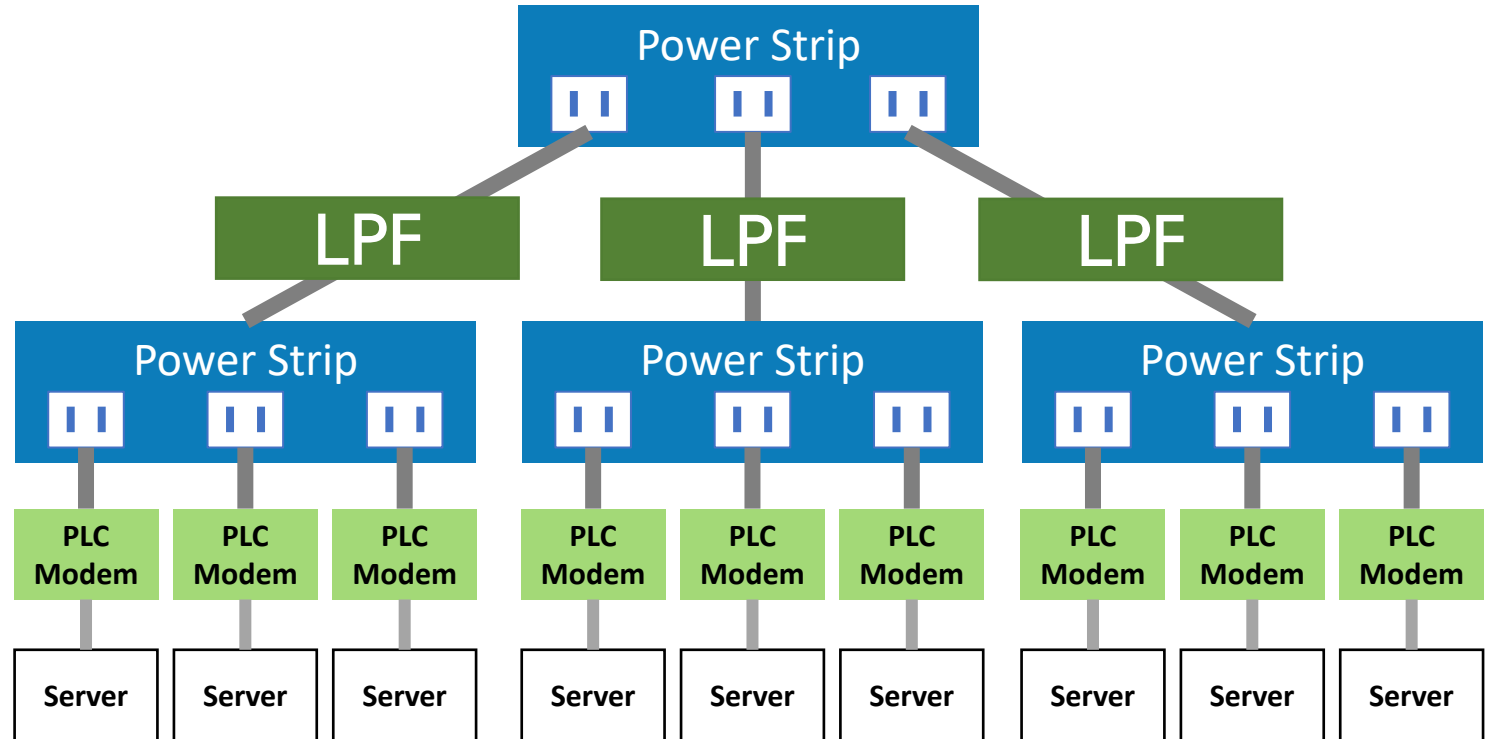 Power Strip
LPF LPF LPF
Power Strip Power Strip Power Strip
PLC PLC PLC PLC PLC PLC PLC PLC PLC
Modem Modem Modem Modem Modem Modem Modem Modem Modem
Server Server Server Server Server Server Server Server Server